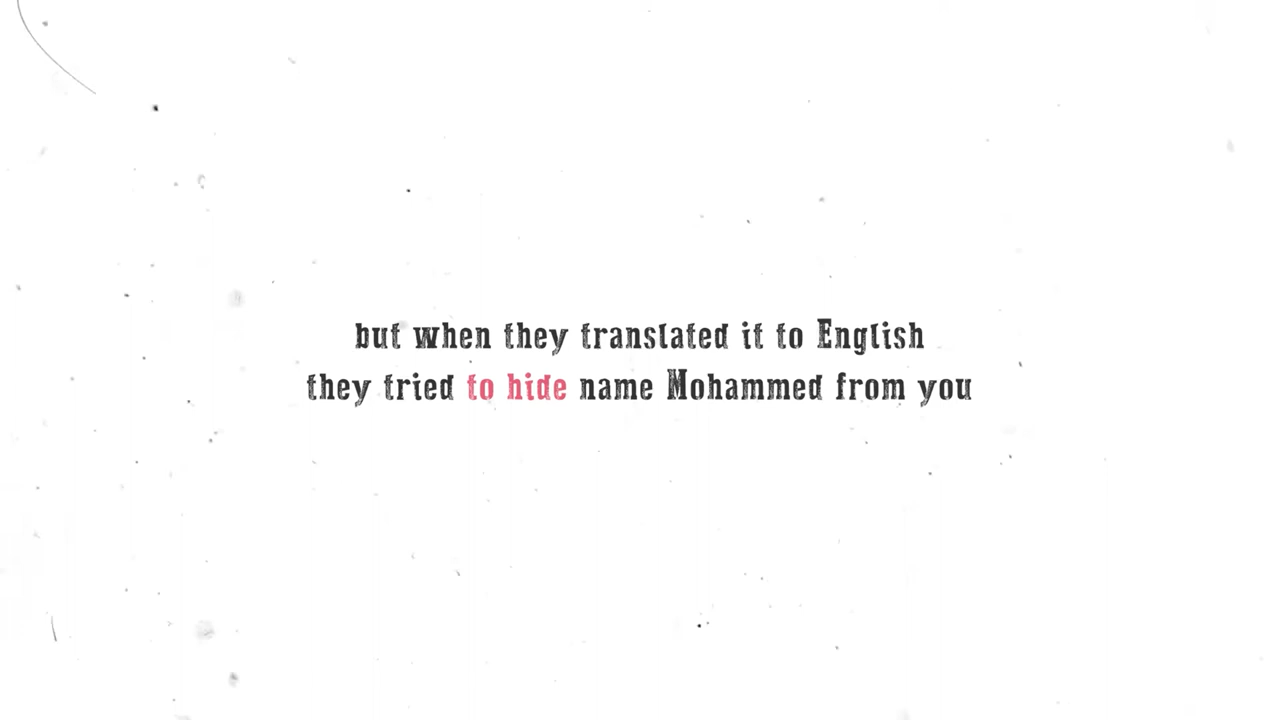 but when they translated it to English
they tried to hide name Mohammed from you